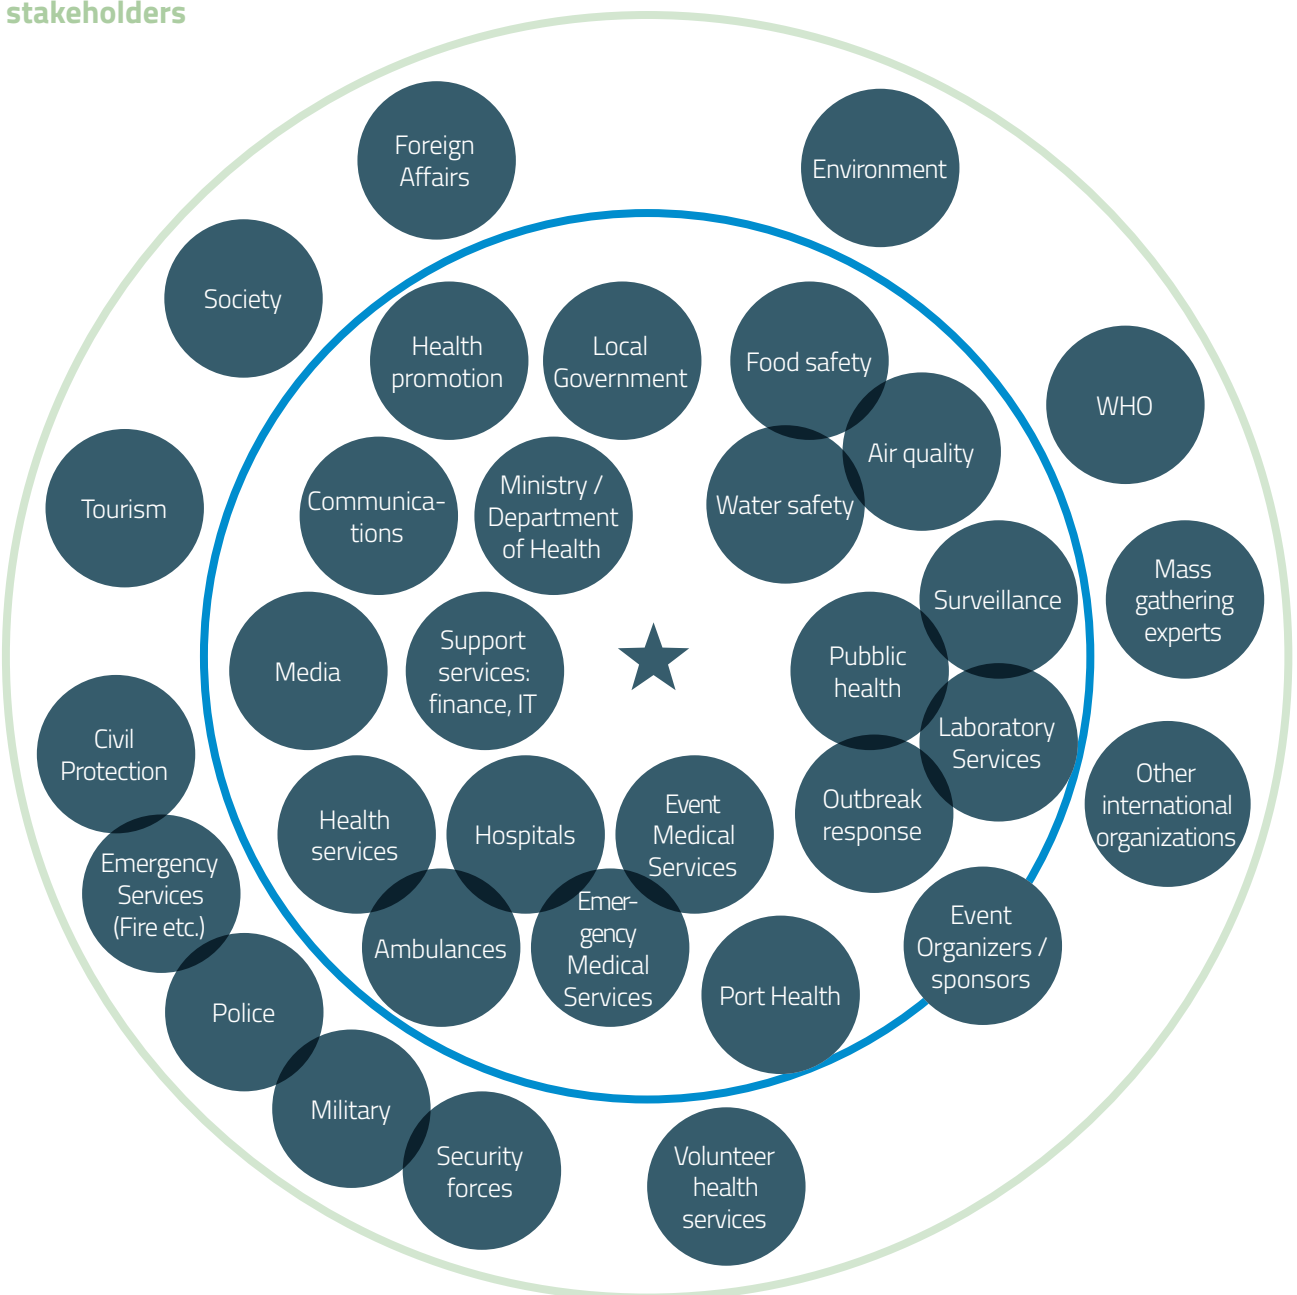 stakeholders
Foreign
Affairs
Environment
Society
Health
promotion
Local
Government
Food safety
WHO
Air quality
Tourism
Communica-
tions
Ministry /
Department
of Health
Water safety
Surveillance
Mass
gathering
experts
Media
Support
services:
finance, IT
Pubblic
health
Civil
Protection
Laboratory
Services
Other
international
organizations
Health
services
Hospitals
Event
Medical
Services
Outbreak
response
Emergency
Services
(Fire etc.)
Ambulances
Emer-
gency
Medical
Services
Event
Organizers /
sponsors
Port Health
Police
Military
Security
forces
Volunteer
health
services